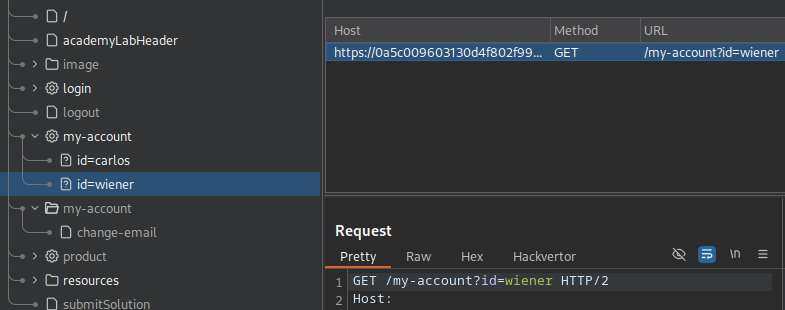 /
academyLabHeader
image
login
logout
my-account
id=carlos
id=wiener
my-account
change-email
product
resources
submitSolution
Host Method URL
https://0a5c009603130d4f802f99... GET /my-account?id=wiener
Request
Pretty Raw Hex Hackvertor \n
1 GET /my-account?id=wiener HTTP/2
2 Host: